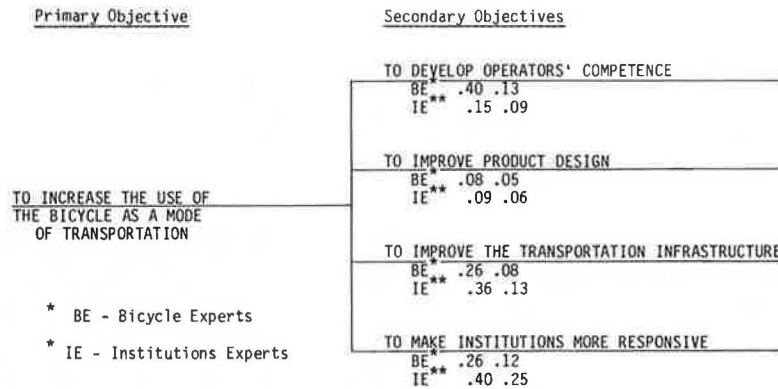 Primary Objective
Secondary Objectives
TO DEVELOP OPERATORS' COMPETENCE
BE* .40 .13
IE** .15 .09
TO IMPROVE PRODUCT DESIGN
BE* .08 .05
IE** .09 .06
TO INCREASE THE USE OF
THE BICYCLE AS A MODE
OF TRANSPORTATION
TO IMPROVE THE TRANSPORTATION INFRASTRUCTURE
BE* .26 .08
IE** .36 .13
* BE - Bicycle Experts
* IE - Institutions Experts
TO MAKE INSTITUTIONS MORE RESPONSIVE
BE* .26 .12
IE** .40 .25